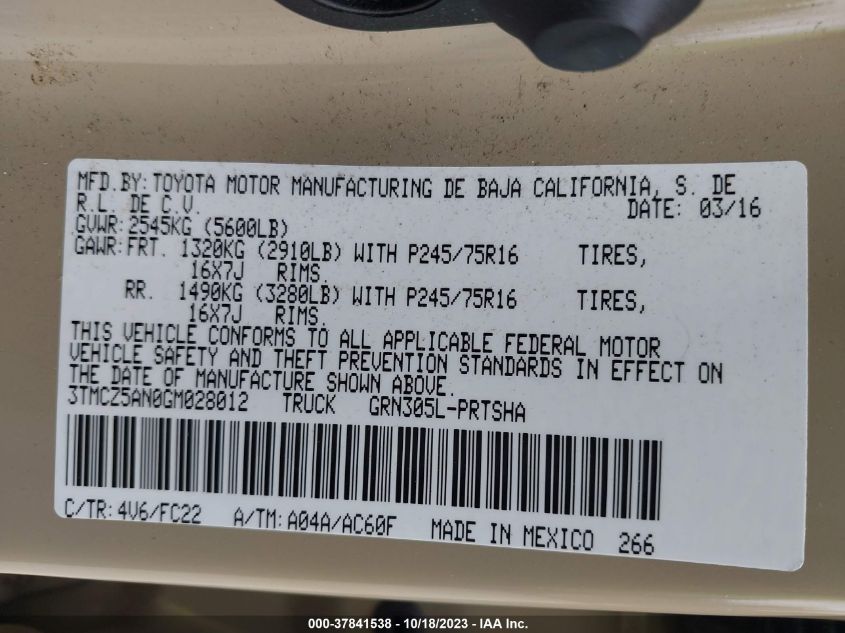 MFD.BY:TOYOTA MOTOR MANUFACTURING DE BAJA CALIFORNIA, S. DE
R.L. DE C.V. DATE: 03/16
GVWR:2545KG (5600LB)
GAWR:FRT. 1320KG (2910LB) WITH P245/75R16 TIRES,
16X7J RIMS.
RR. 1490KG (3280LB) WITH P245/75R16 TIRES,
16X7J RIMS.
THIS VEHICLE CONFORMS TO ALL APPLICABLE FEDERAL MOTOR
VEHICLE SAFETY AND THEFT PREVENTION STANDARDS IN EFFECT ON
THE DATE OF MANUFACTURE SHOWN ABOVE.
3TMCZ5AN0GM028012 TRUCK GRN305L-PRTSHA
C/TR:4V6/FC22 A/TM:A04A/AC60F MADE IN MEXICO 266
000-37841538 - 10/18/2023 - IAA Inc.